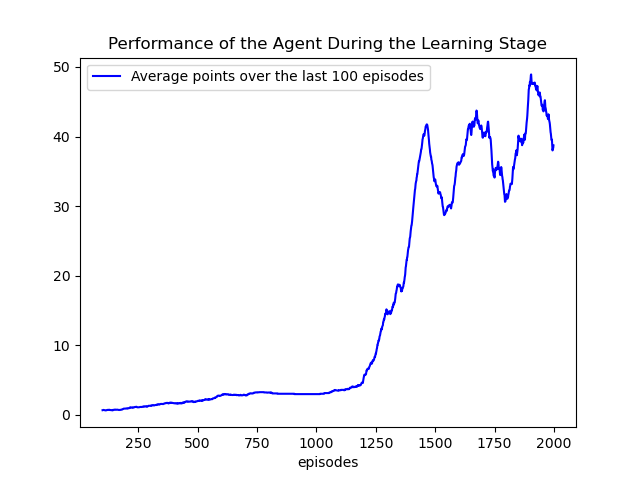 Performance of the Agent During the Learning Stage
Average points over the last 100 episodes
50
40
30
20
10
0
250 500 750 1000 1250 1500 1750 2000
episodes